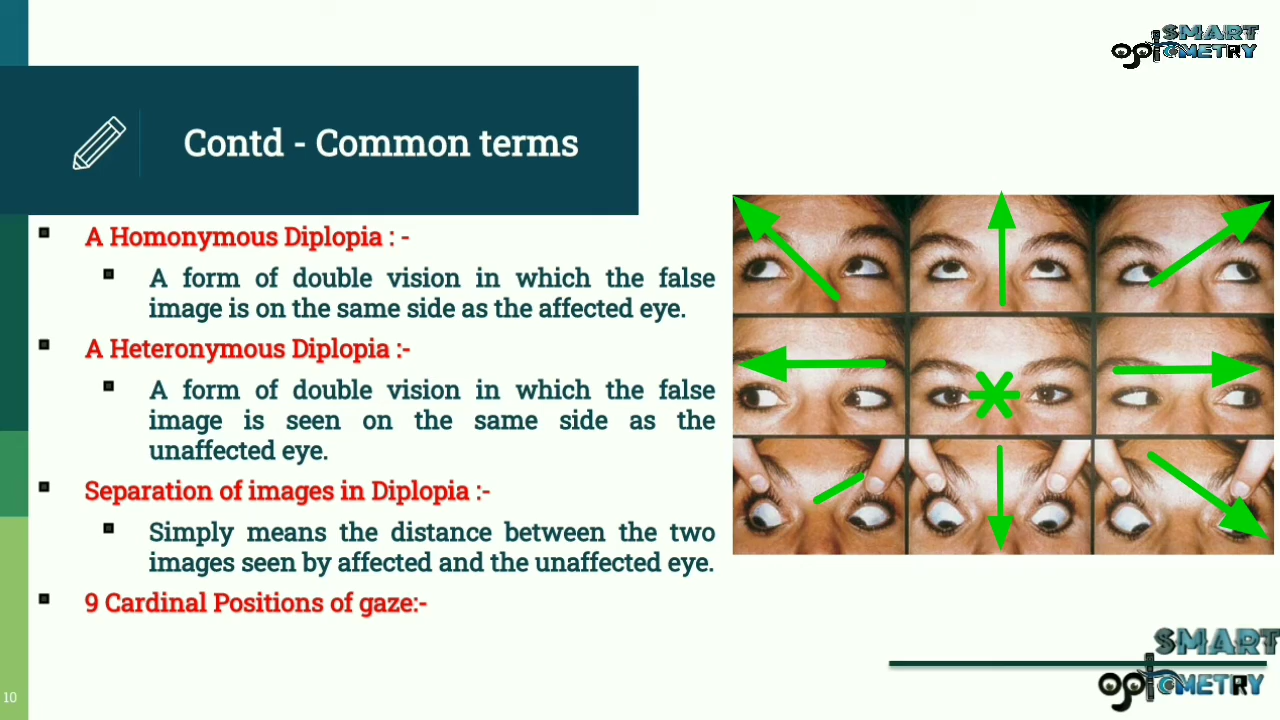 SMART
optOMETRY
Contd - Common terms
A Homonymous Diplopia : -
A form of double vision in which the false
image is on the same side as the affected eye.
A Heteronymous Diplopia :-
A form of double vision in which the false
image is seen on the same side as the
unaffected eye.
Separation of images in Diplopia :-
Simply means the distance between the two
images seen by affected and the unaffected eye.
9 Cardinal Positions of gaze:-
10
SMART
optOMETRY